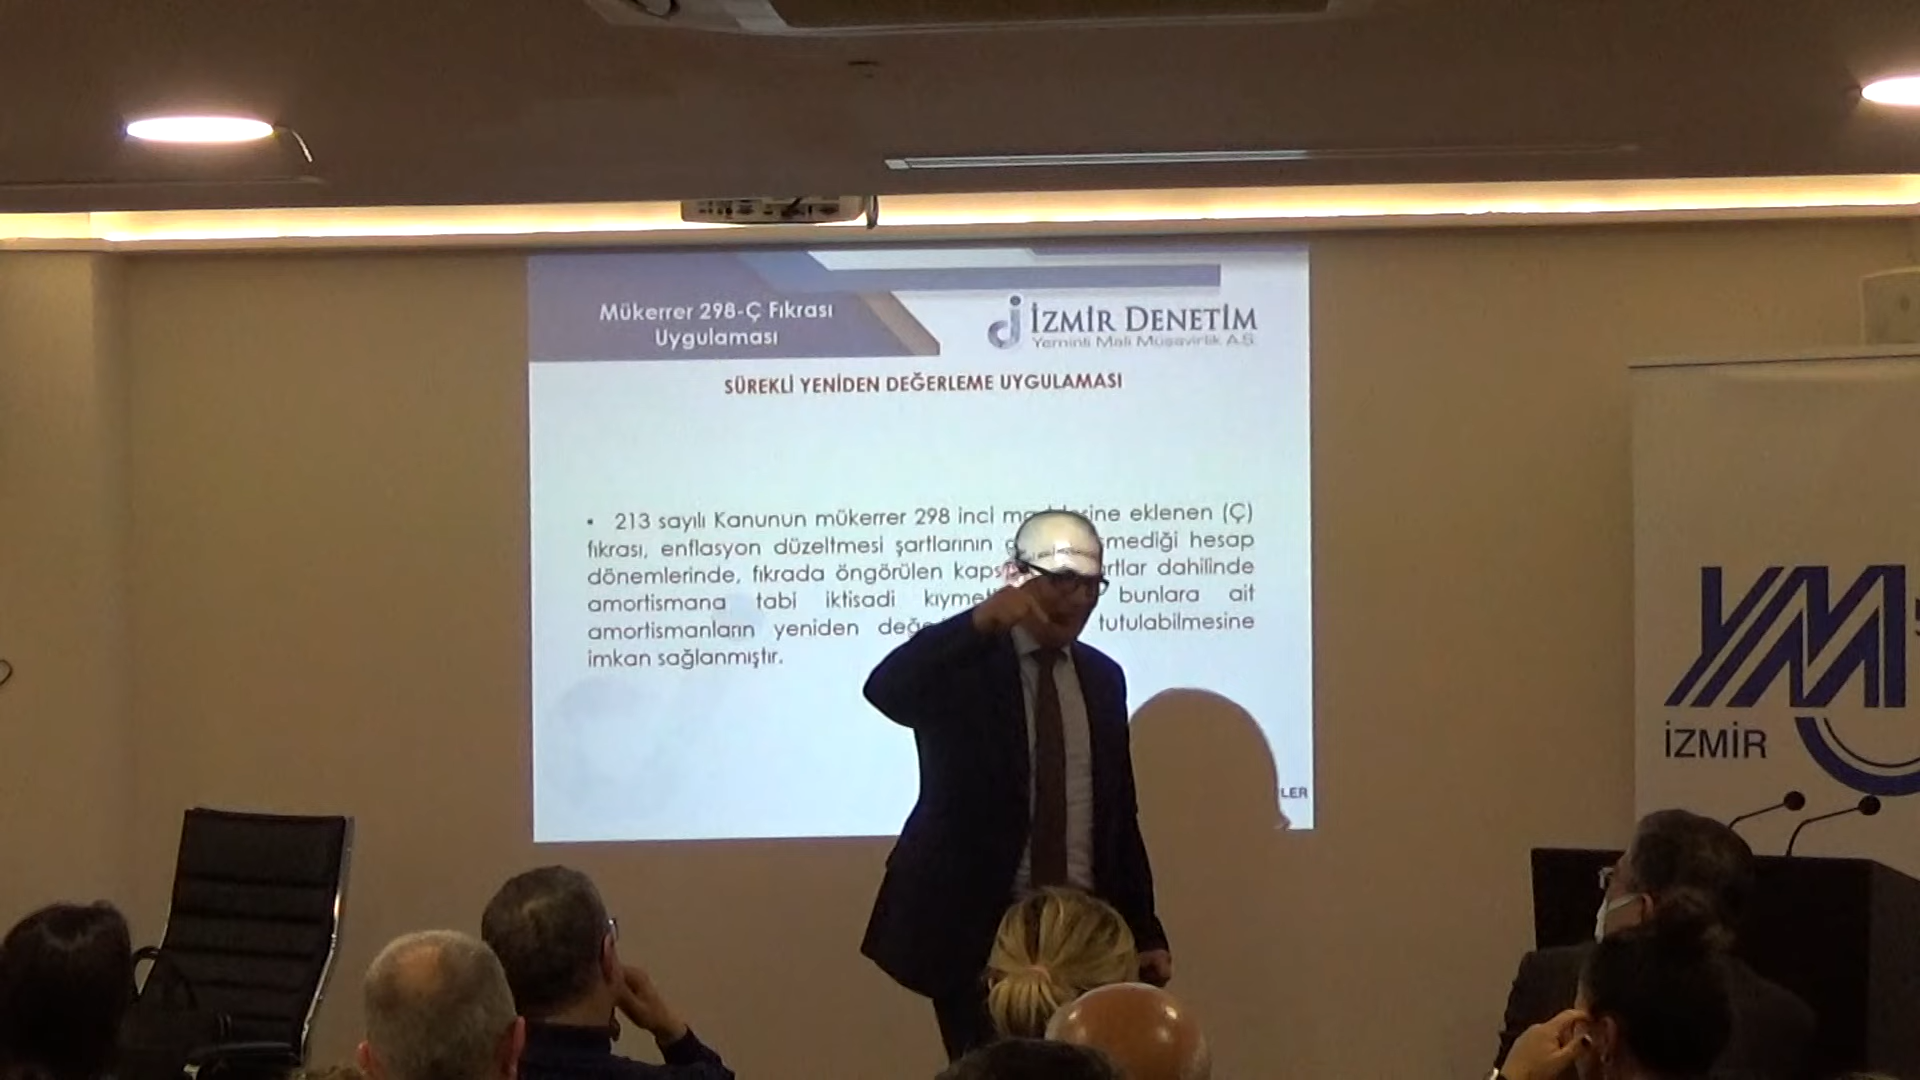 Mükerrer 298-Ç Fıkrası
Uygulaması
İZMİR DENETİM
Yeminli Mali Müşavirlik A.Ş.
SÜREKLİ YENİDEN DEĞERLEME UYGULAMASI
• 213 sayılı Kanunun mükerrer 298 inci eklenen (Ç)
fıkrası, enflasyon düzeltmesi şartlarının hesap
dönemlerinde, fıkrada öngörülen dahilinde
amortismana tabi iktisadi bunlara ait
amortismanların yeniden tutulabilmesine
imkan sağlanmıştır.
LER
YMM
İZMİR